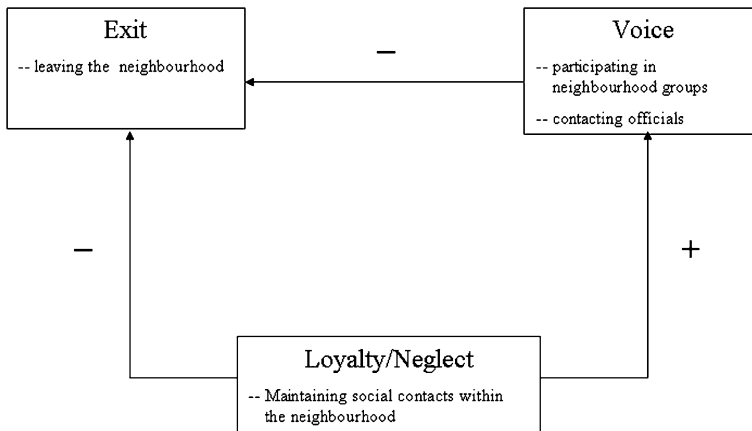 Exit
-- leaving the neighbourhood
–
Voice
-- participating in
neighbourhood groups
-- contacting officials
–
+
Loyalty/Neglect
-- Maintaining social contacts within
the neighbourhood